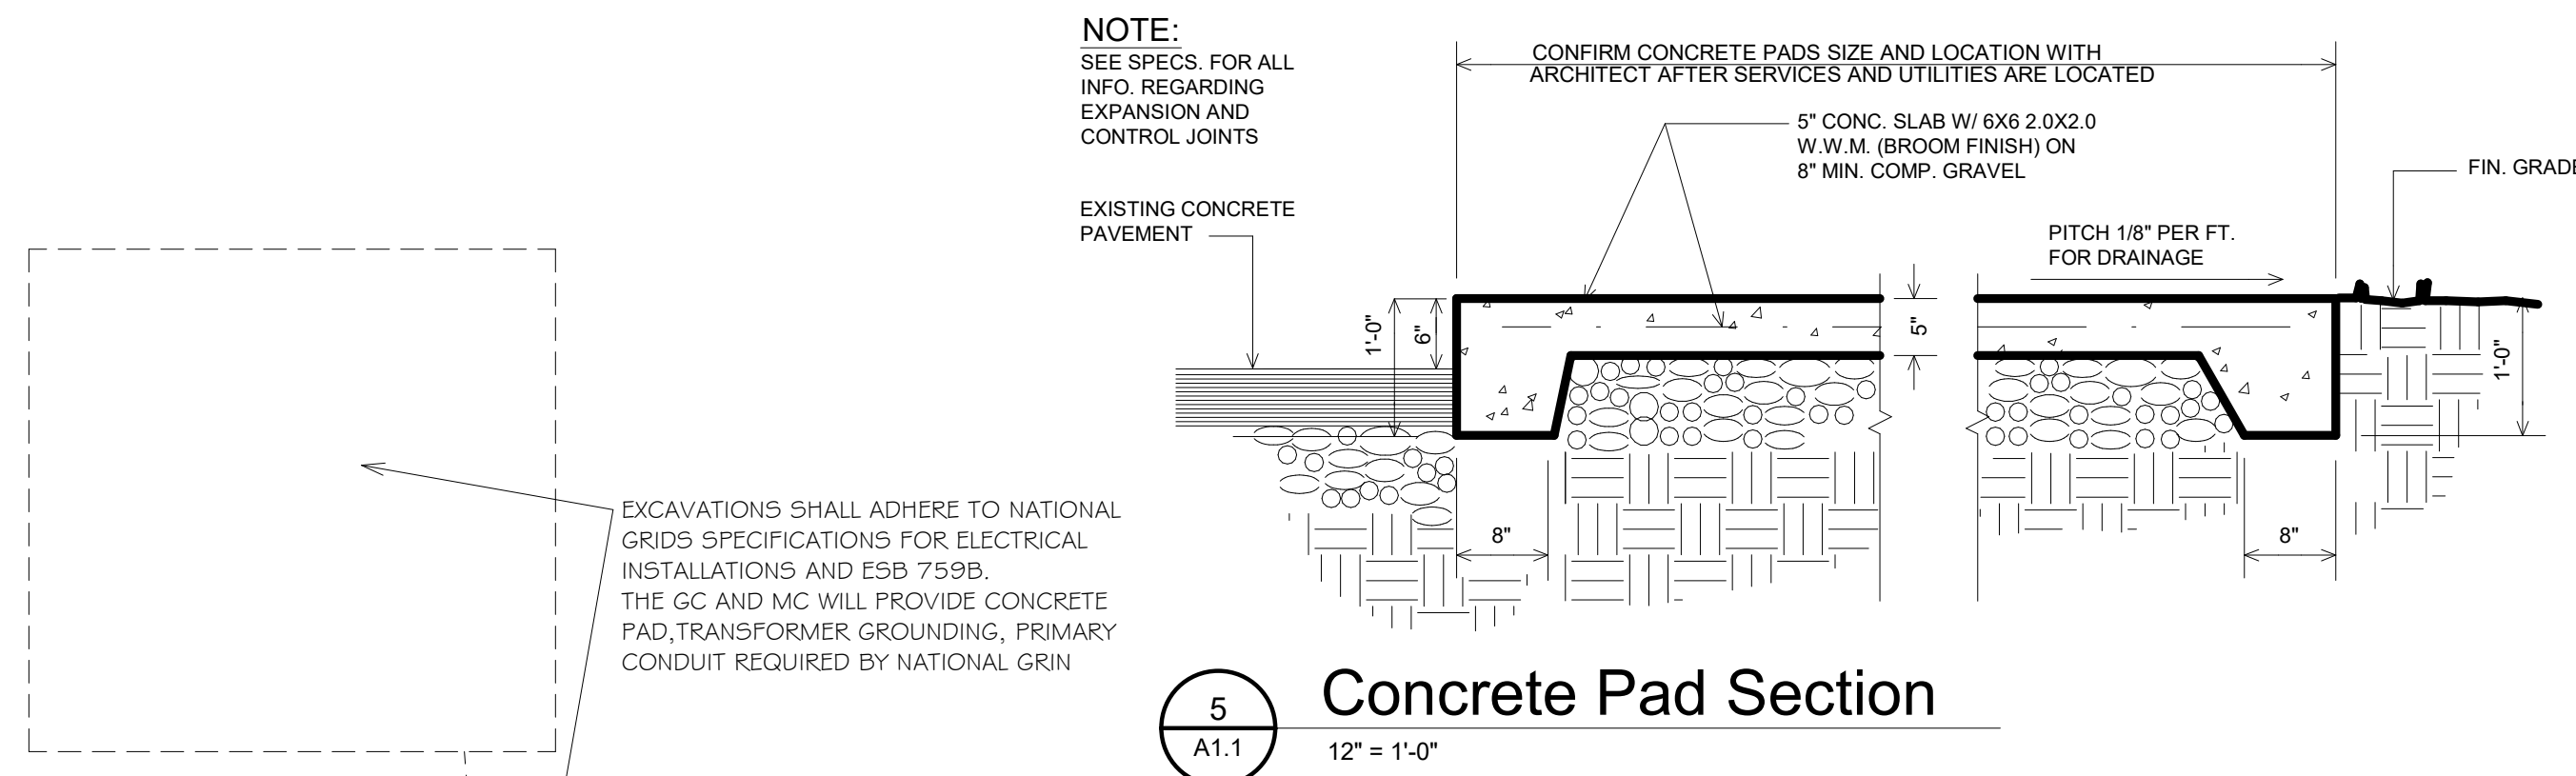 NOTE:
SEE SPECS. FOR ALL
INFO. REGARDING
EXPANSION AND
CONTROL JOINTS
CONFIRM CONCRETE PADS SIZE AND LOCATION WITH
ARCHITECT AFTER SERVICES AND UTILITIES ARE LOCATED
5" CONC. SLAB W/ 6X6 2.0X2.0
W.W.M. (BROOM FINISH) ON
8" MIN. COMP. GRAVEL
FIN. GRADE
EXISTING CONCRETE
PAVEMENT
PITCH 1/8" PER FT.
FOR DRAINAGE
1'-0"
6"
5"
1'-0"
8"
8"
EXCAVATIONS SHALL ADHERE TO NATIONAL
GRIDS SPECIFICATIONS FOR ELECTRICAL
INSTALLATIONS AND ESB 759B.
THE GC AND MC WILL PROVIDE CONCRETE
PAD,TRANSFORMER GROUNDING, PRIMARY
CONDUIT REQUIRED BY NATIONAL GRIN
5
A1.1
Concrete Pad Section
12" = 1'-0"